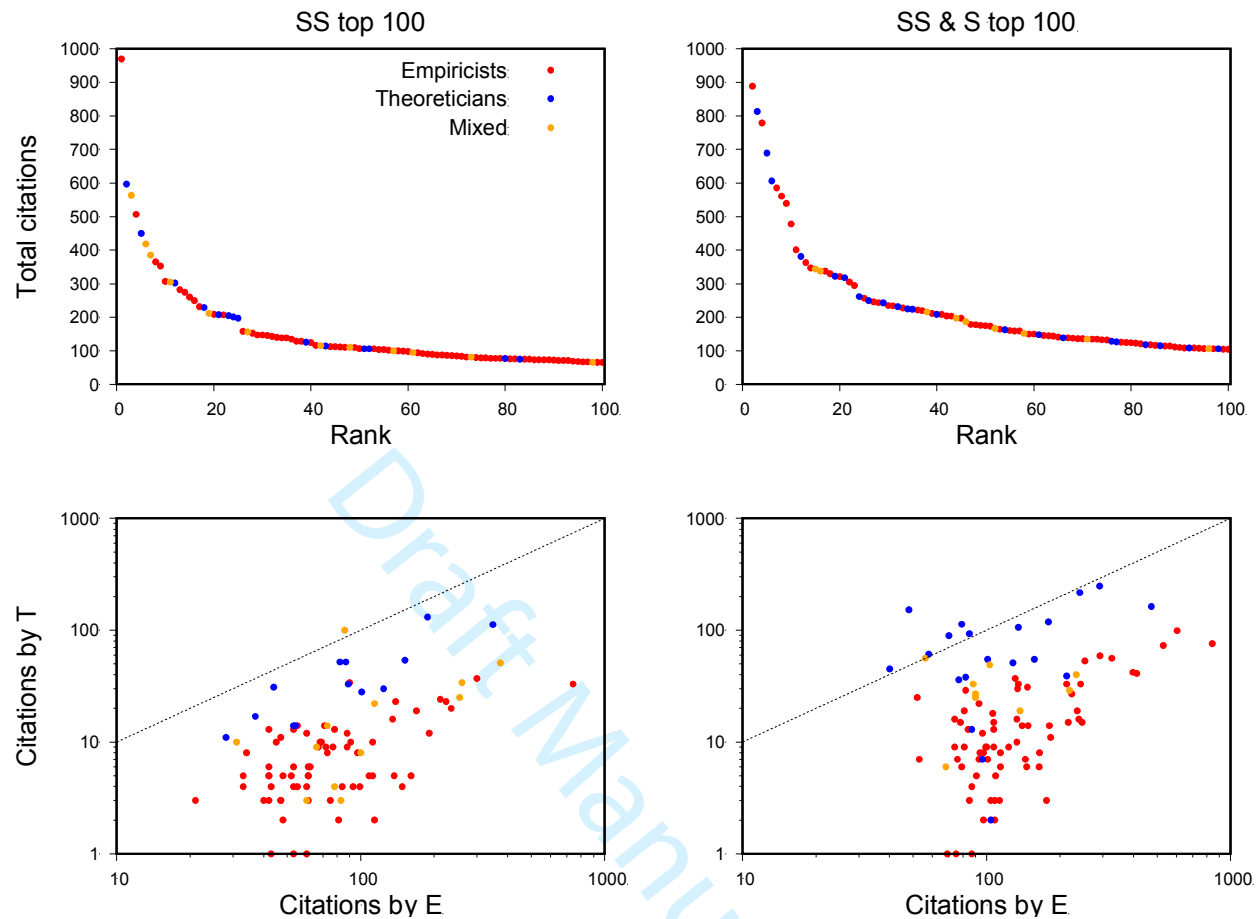 SS top 100
SS & S top 100
1000
900
800
700
600
500
400
300
200
100
0
Total citations
Empiricists
Theoreticians
Mixed
0 20 40 60 80 100
Rank
1000
900
800
700
600
500
400
300
200
100
0
0 20 40 60 80 100
Rank
1000
100
10
1
Citations by T
10 100 1000
Citations by E
1000
100
10
1
10 100 1000
Citations by E
Draft Manu